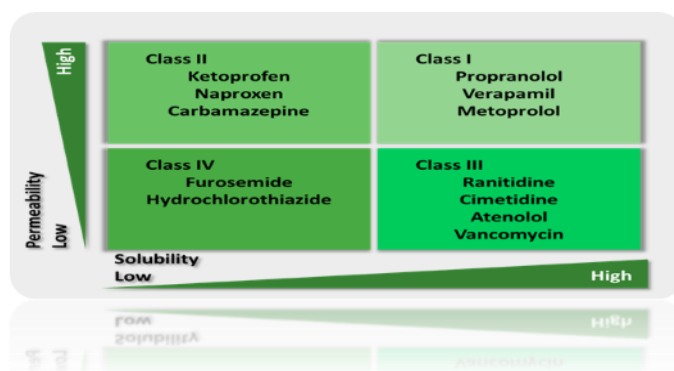 High
Permeability
Low
Class II
Ketoprofen
Naproxen
Carbamazepine
Class I
Propranolol
Verapamil
Metoprolol
Class IV
Furosemide
Hydrochlorothiazide
Class III
Ranitidine
Cimetidine
Atenolol
Vancomycin
Solubility
Low
High